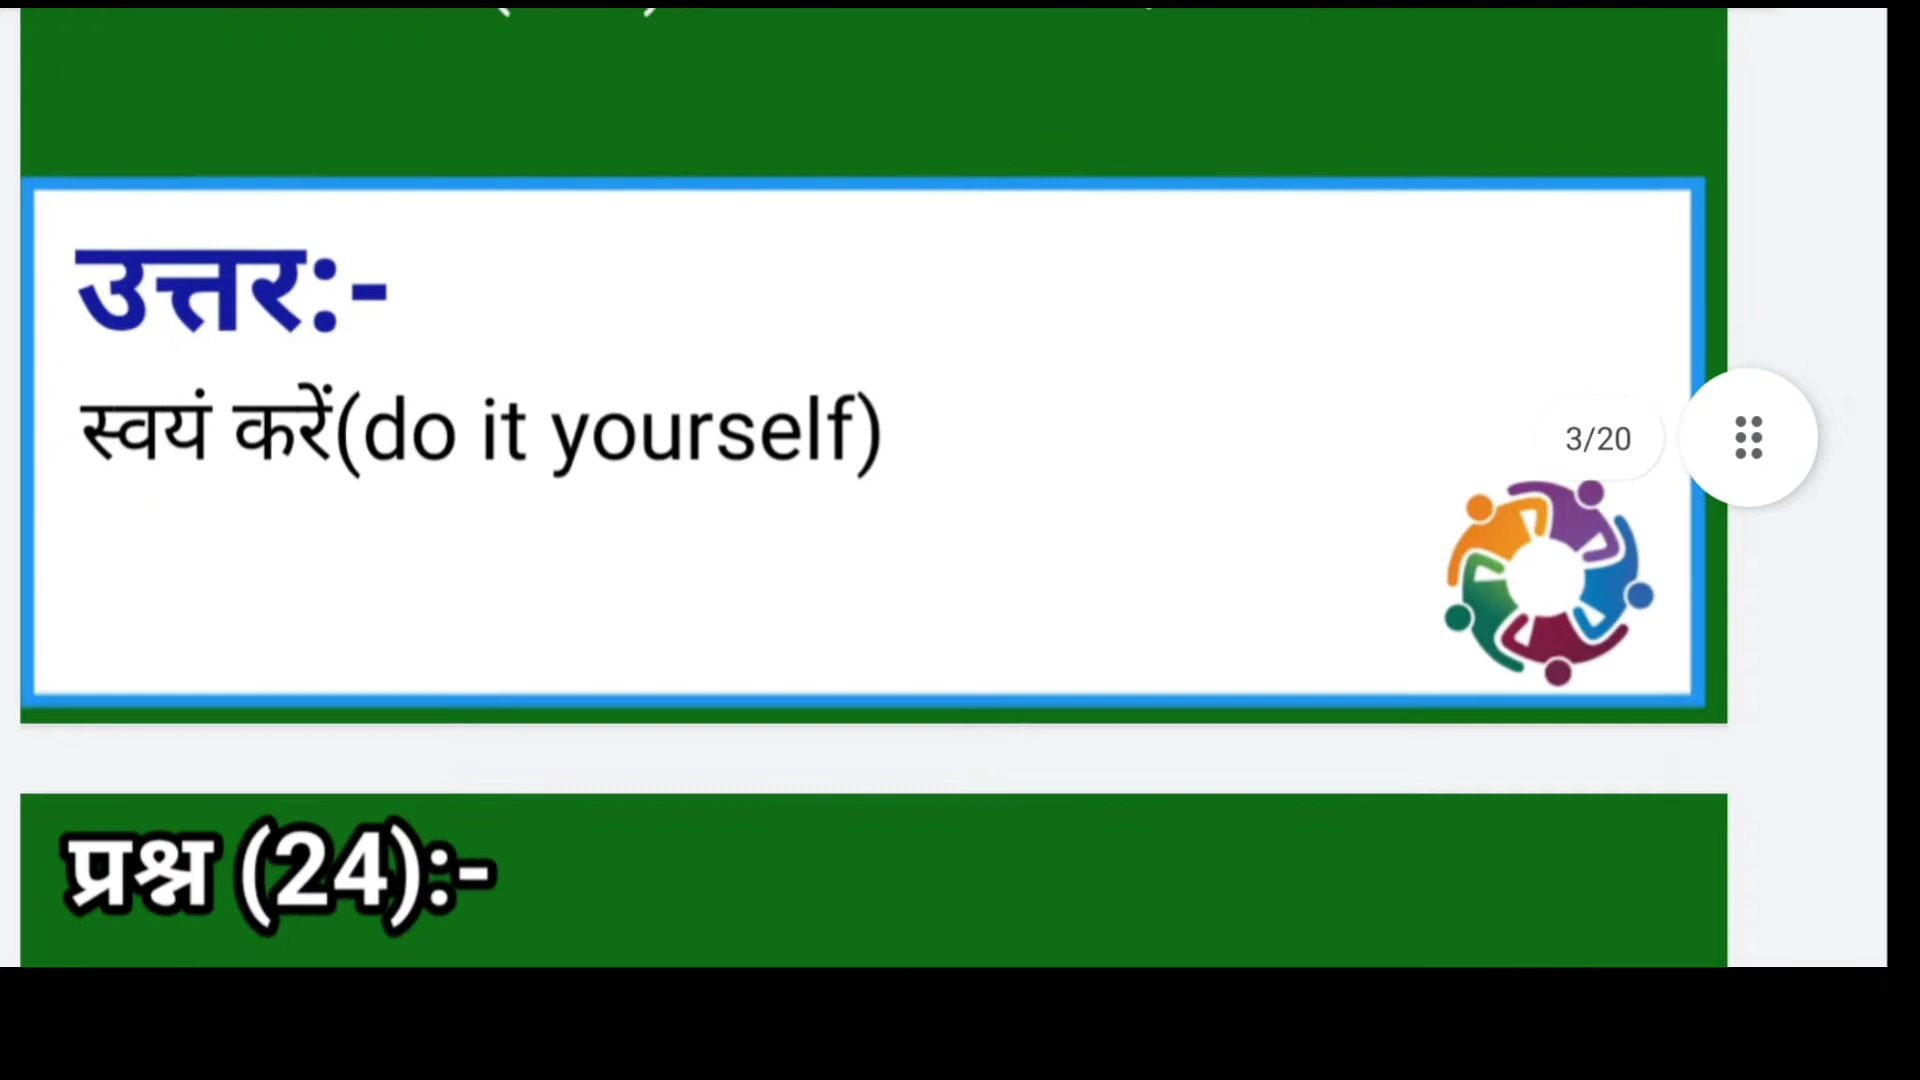 उत्तर:-
स्वयं करें(do it yourself)
3/20
प्रश्न (24):-